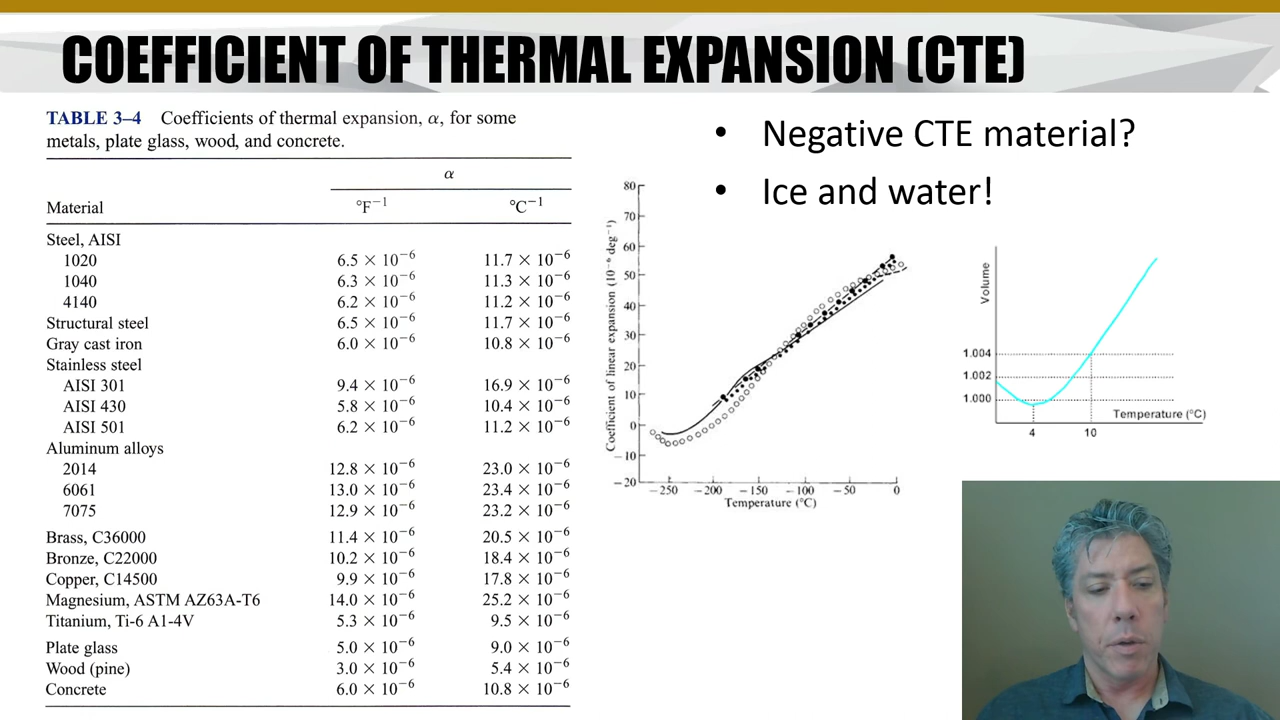 COEFFICIENT OF THERMAL EXPANSION (CTE)
TABLE 3–4 Coefficients of thermal expansion, α, for some
metals, plate glass, wood, and concrete.
α
Material °F⁻¹ °C⁻¹
Steel, AISI
1020 6.5 × 10⁻⁶ 11.7 × 10⁻⁶
1040 6.3 × 10⁻⁶ 11.3 × 10⁻⁶
4140 6.2 × 10⁻⁶ 11.2 × 10⁻⁶
Structural steel 6.5 × 10⁻⁶ 11.7 × 10⁻⁶
Gray cast iron 6.0 × 10⁻⁶ 10.8 × 10⁻⁶
Stainless steel
AISI 301 9.4 × 10⁻⁶ 16.9 × 10⁻⁶
AISI 430 5.8 × 10⁻⁶ 10.4 × 10⁻⁶
AISI 501 6.2 × 10⁻⁶ 11.2 × 10⁻⁶
Aluminum alloys
2014 12.8 × 10⁻⁶ 23.0 × 10⁻⁶
6061 13.0 × 10⁻⁶ 23.4 × 10⁻⁶
7075 12.9 × 10⁻⁶ 23.2 × 10⁻⁶
Brass, C36000 11.4 × 10⁻⁶ 20.5 × 10⁻⁶
Bronze, C22000 10.2 × 10⁻⁶ 18.4 × 10⁻⁶
Copper, C14500 9.9 × 10⁻⁶ 17.8 × 10⁻⁶
Magnesium, ASTM AZ63A-T6 14.0 × 10⁻⁶ 25.2 × 10⁻⁶
Titanium, Ti-6 A1-4V 5.3 × 10⁻⁶ 9.5 × 10⁻⁶
Plate glass 5.0 × 10⁻⁶ 9.0 × 10⁻⁶
Wood (pine) 3.0 × 10⁻⁶ 5.4 × 10⁻⁶
Concrete 6.0 × 10⁻⁶ 10.8 × 10⁻⁶
• Negative CTE material?
• Ice and water!
Coefficient of linear expansion (10⁻⁶ deg⁻¹)
80
70
60
50
40
30
20
10
0
−10
−20
−250 −200 −150 −100 −50 0
Temperature (°C)
Volume
1.004
1.002
1.000
Temperature (°C)
4 10